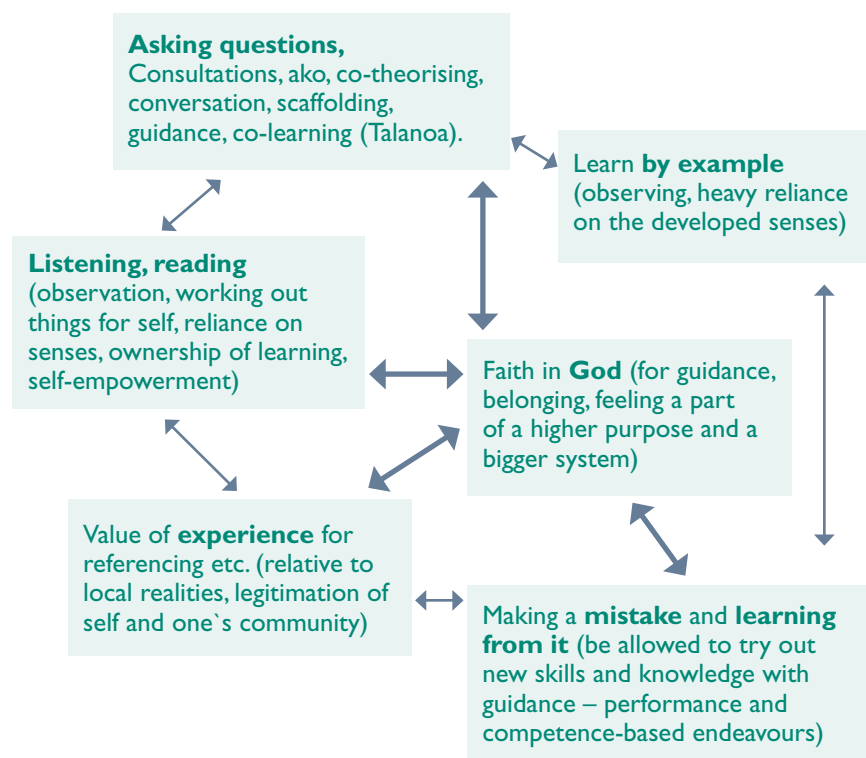 Asking questions,
Consultations, ako, co-theorising,
conversation, scaffolding,
guidance, co-learning (Talanoa).
Learn by example
(observing, heavy reliance
on the developed senses)
Listening, reading
(observation, working out
things for self, reliance on
senses, ownership of learning,
self-empowerment)
Faith in God (for guidance,
belonging, feeling a part
of a higher purpose and a
bigger system)
Value of experience for
referencing etc. (relative to
local realities, legitimation of
self and one`s community)
Making a mistake and learning
from it (be allowed to try out
new skills and knowledge with
guidance – performance and
competence-based endeavours)